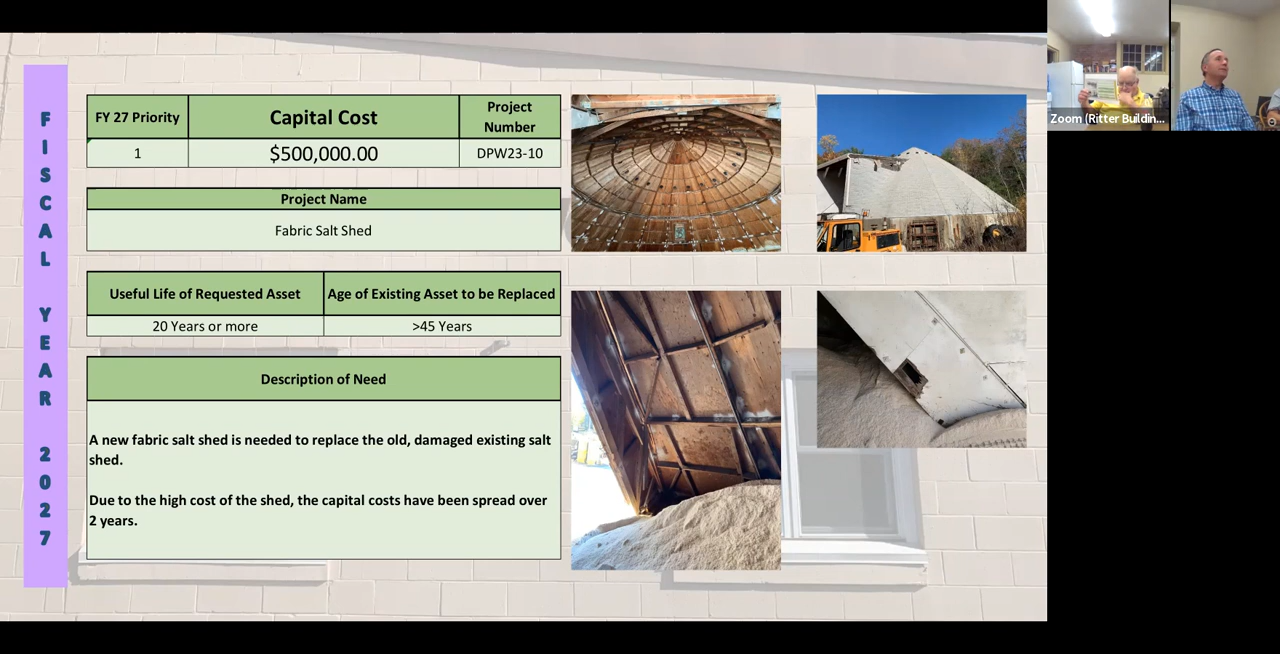 FISCAL YEAR 2027
FY 27 Priority
Capital Cost
Project
Number
1
$500,000.00
DPW23-10
Project Name
Fabric Salt Shed
Useful Life of Requested Asset
Age of Existing Asset to be Replaced
20 Years or more
>45 Years
Description of Need
A new fabric salt shed is needed to replace the old, damaged existing salt
shed.
Due to the high cost of the shed, the capital costs have been spread over
2 years.
Zoom (Ritter Buildin...